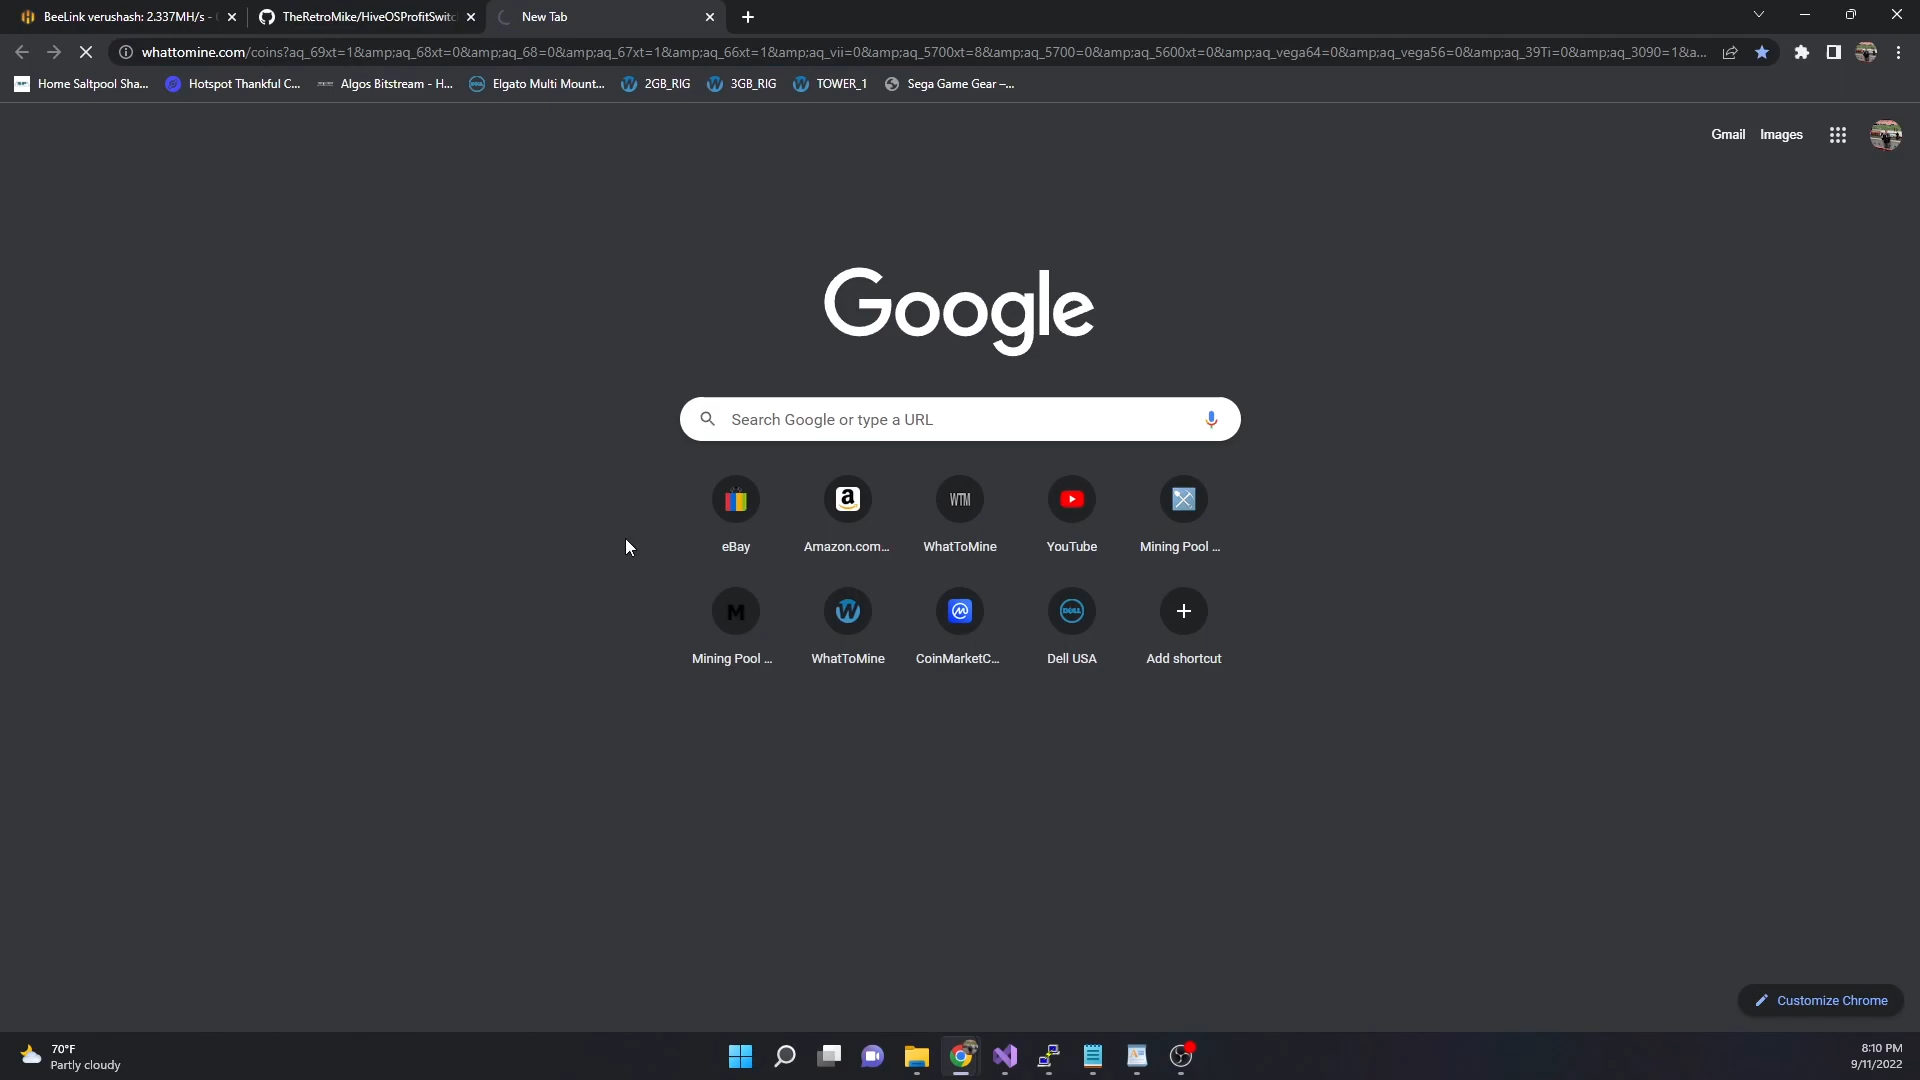 BeeLink verushash: 2.337MH/s -
TheRetroMike/HiveOSProfitSwitc
New Tab
whattomine.com/coins?aq_69xt=1&amp;aq_68xt=0&amp;aq_68=0&amp;aq_67xt=1&amp;aq_66xt=1&amp;aq_vii=0&amp;aq_5700xt=8&amp;aq_5700=0&amp;aq_5600xt=0&amp;aq_vega64=0&amp;aq_vega56=0&amp;aq_39Ti=0&amp;aq_3090=1&a...
Home Saltpool Sha...
Hotspot Thankful C...
Algos Bitstream - H...
Elgato Multi Mount...
2GB_RIG
3GB_RIG
TOWER_1
Sega Game Gear –...
Gmail
Images
Google
Search Google or type a URL
WTM
eBay
Amazon.com...
WhatToMine
YouTube
Mining Pool ...
Mining Pool ...
WhatToMine
CoinMarketC...
Dell USA
Add shortcut
Customize Chrome
70°F
Partly cloudy
8:10 PM
9/11/2022